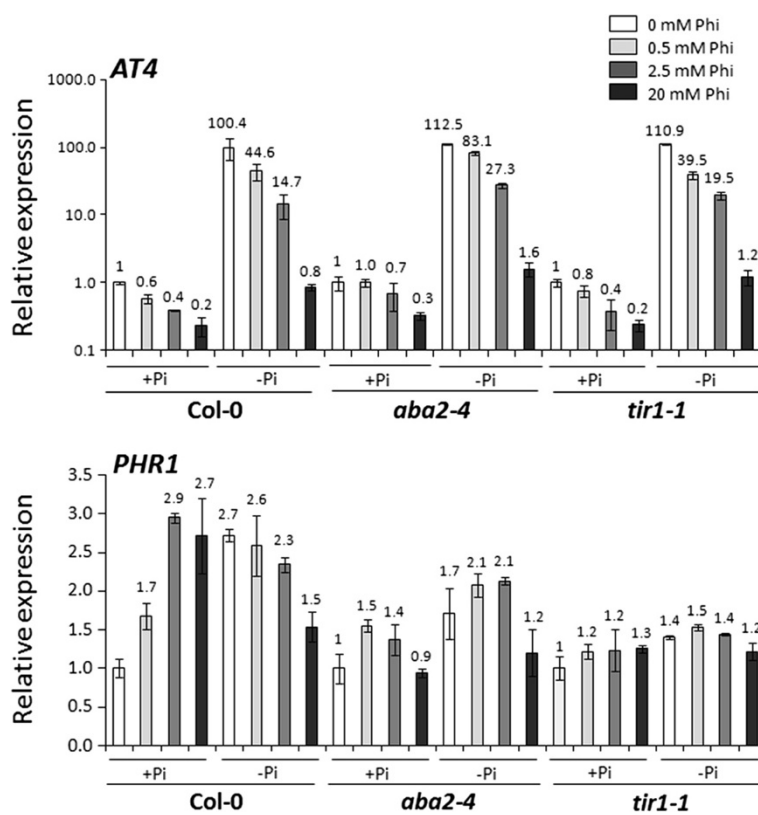 0 mM Phi
0.5 mM Phi
2.5 mM Phi
20 mM Phi
AT4
Relative expression
1000.0
100.0
10.0
1.0
0.1
1 0.6 0.4 0.2 100.4 44.6 14.7 0.8 1 1.0 0.7 0.3 112.5 83.1 27.3 1.6 1 0.8 0.4 0.2 110.9 39.5 19.5 1.2
+Pi -Pi +Pi -Pi +Pi -Pi
Col-0 aba2-4 tir1-1
PHR1
Relative expression
3.5
3.0
2.5
2.0
1.5
1.0
0.5
0.0
1 1.7 2.9 2.7 2.7 2.6 2.3 1.5 1 1.5 1.4 0.9 1.7 2.1 2.1 1.2 1 1.2 1.2 1.3 1.4 1.5 1.4 1.2
+Pi -Pi +Pi -Pi +Pi -Pi
Col-0 aba2-4 tir1-1